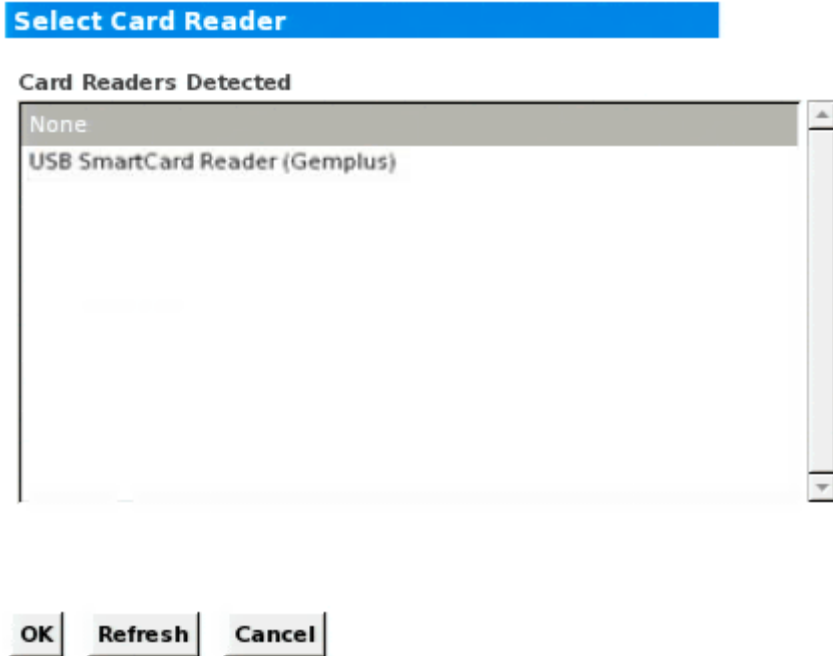 Select Card Reader
Card Readers Detected
None
USB SmartCard Reader (Gemplus)
OK Refresh Cancel